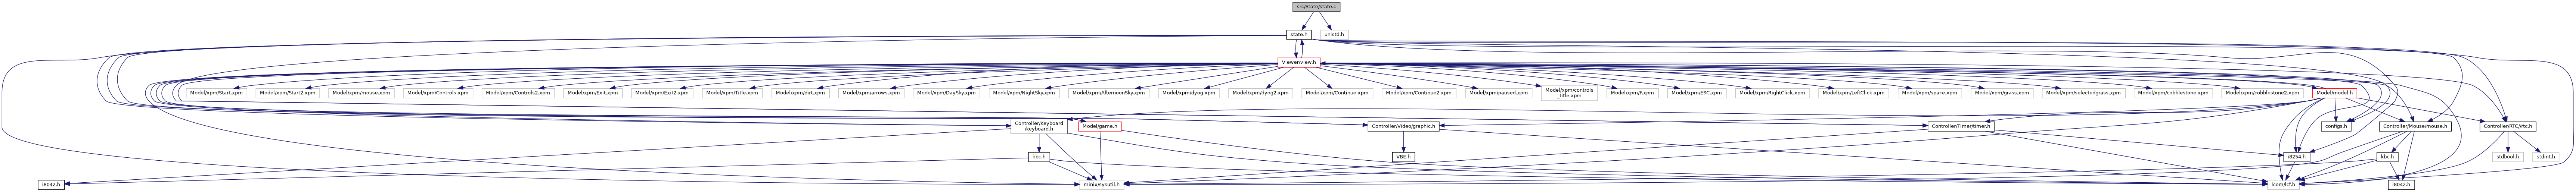 src/State/state.c
state.h
unistd.h
Viewer/view.h
Model/xpm/Start.xpm
Model/xpm/Start2.xpm
Model/xpm/mouse.xpm
Model/xpm/Controls.xpm
Model/xpm/Controls2.xpm
Model/xpm/Exit.xpm
Model/xpm/Exit2.xpm
Model/xpm/Title.xpm
Model/xpm/dirt.xpm
Model/xpm/arrows.xpm
Model/xpm/DaySky.xpm
Model/xpm/NightSky.xpm
Model/xpm/AfternoonSky.xpm
Model/xpm/dyog.xpm
Model/xpm/dyog2.xpm
Model/xpm/Continue.xpm
Model/xpm/Continue2.xpm
Model/xpm/paused.xpm
Model/xpm/controls
_title.xpm
Model/xpm/F.xpm
Model/xpm/ESC.xpm
Model/xpm/RightClick.xpm
Model/xpm/LeftClick.xpm
Model/xpm/space.xpm
Model/xpm/grass.xpm
Model/xpm/selectedgrass.xpm
Model/xpm/cobblestone.xpm
Model/xpm/cobblestone2.xpm
Model/model.h
Controller/Keyboard
/keyboard.h
Model/game.h
Controller/Video/graphic.h
Controller/Timer/timer.h
configs.h
Controller/Mouse/mouse.h
Controller/RTC/rtc.h
kbc.h
VBE.h
i8254.h
kbc.h
stdbool.h
stdint.h
i8042.h
minix/sysutil.h
lcom/lcf.h
i8042.h